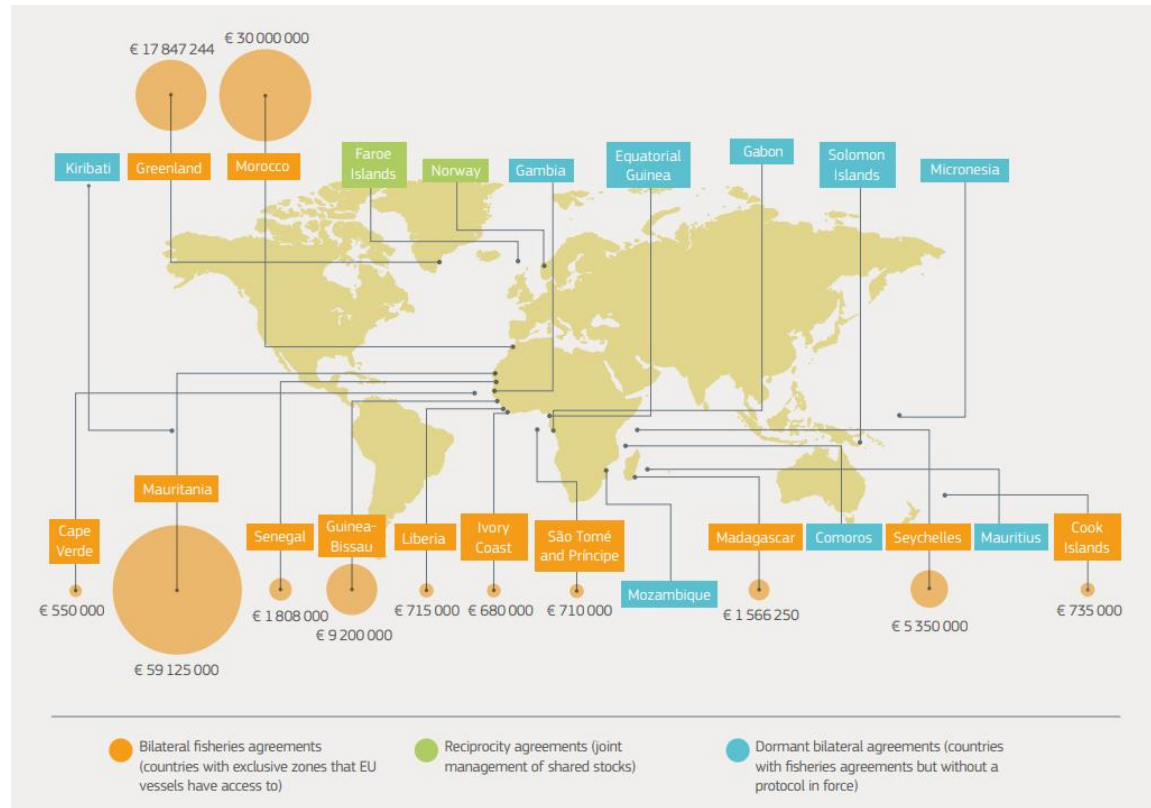 € 17 847 244
€ 30 000 000
Kiribati
Greenland
Morocco
Faroe
Islands
Norway
Gambia
Equatorial
Guinea
Gabon
Solomon
Islands
Micronesia
Mauritania
Cape
Verde
Senegal
Guinea-
Bissau
Liberia
Ivory
Coast
São Tomé
and Príncipe
Mozambique
Madagascar
Comoros
Seychelles
Mauritius
Cook
Islands
€ 550 000
€ 59 125 000
€ 1 808 000
€ 9 200 000
€ 715 000
€ 680 000
€ 710 000
€ 1 566 250
€ 5 350 000
€ 735 000
Bilateral fisheries agreements
(countries with exclusive zones that EU
vessels have access to)
Reciprocity agreements (joint
management of shared stocks)
Dormant bilateral agreements (countries
with fisheries agreements but without a
protocol in force)